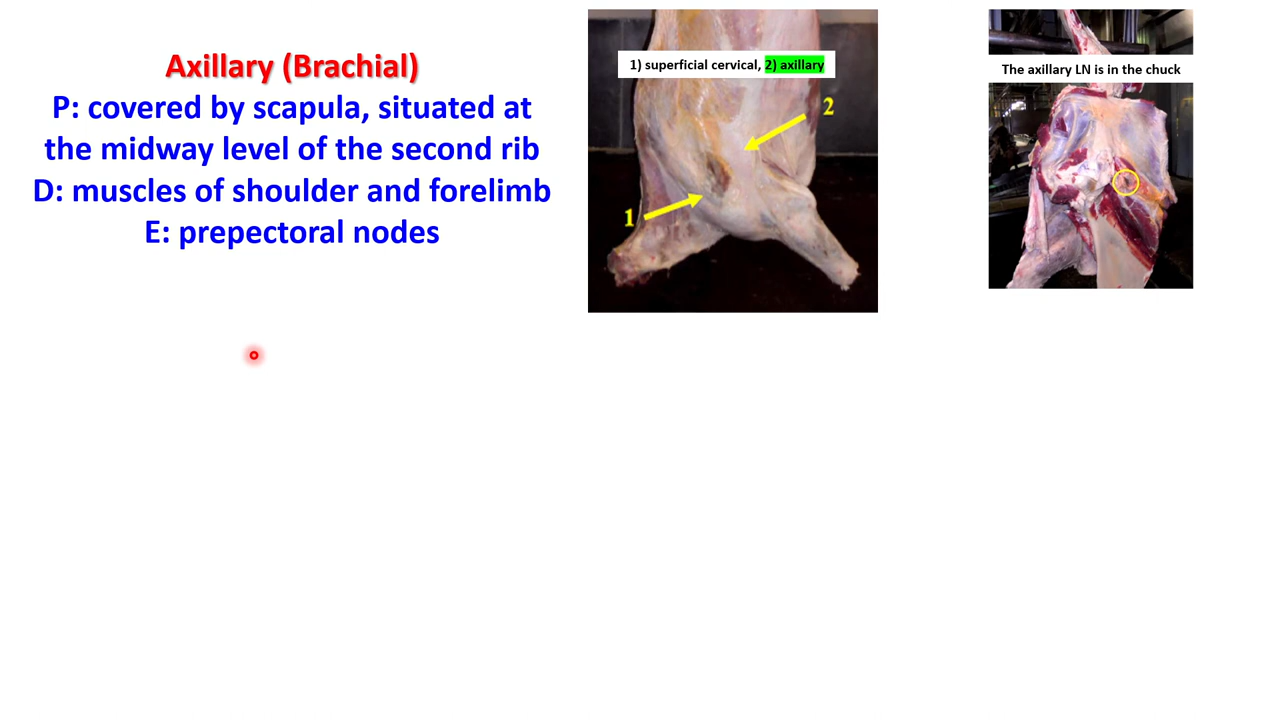 Axillary (Brachial)
P: covered by scapula, situated at
the midway level of the second rib
D: muscles of shoulder and forelimb
E: prepectoral nodes
1) superficial cervical, 2) axillary
2
1
The axillary LN is in the chuck